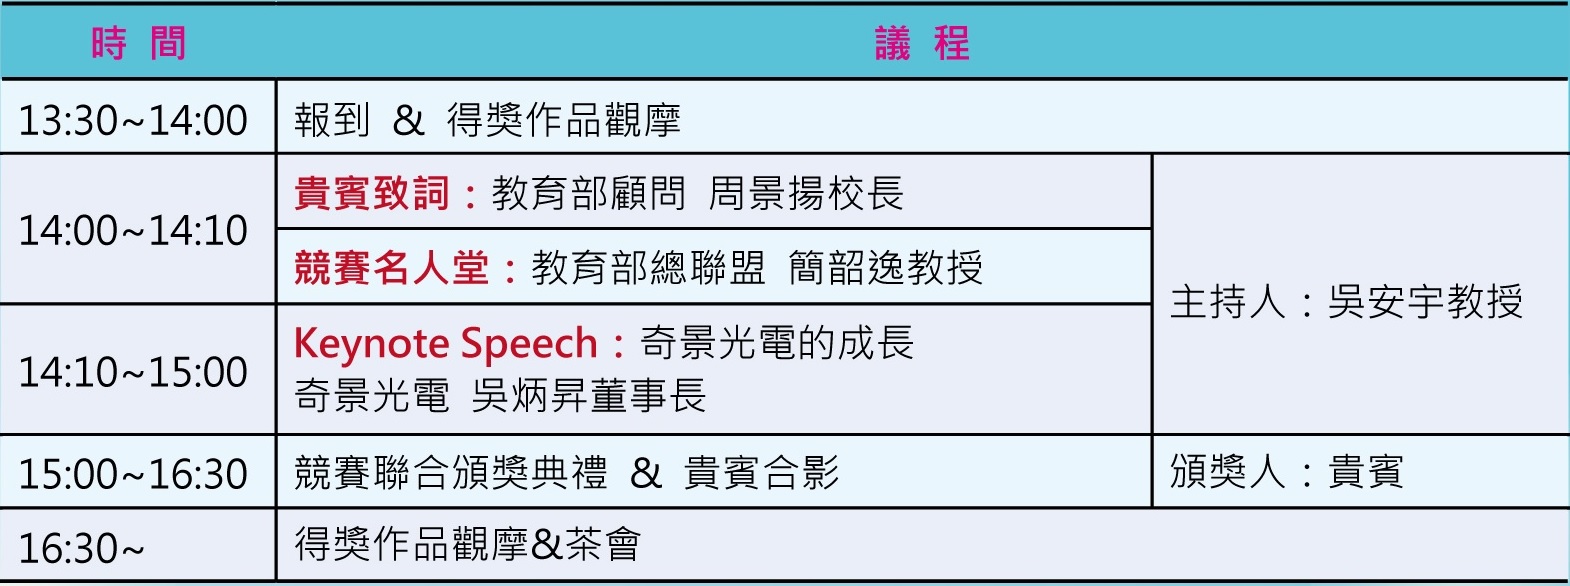 時間 議程
13:30~14:00 報到 & 得獎作品觀摩
14:00~14:10 貴賓致詞：教育部顧問 周景揚校長
競賽名人堂：教育部總聯盟 簡韶逸教授
主持人：吳安宇教授
14:10~15:00 Keynote Speech：奇景光電的成長
奇景光電 吳炳昇董事長
15:00~16:30 競賽聯合頒獎典禮 & 貴賓合影 頒獎人：貴賓
16:30~ 得獎作品觀摩&茶會